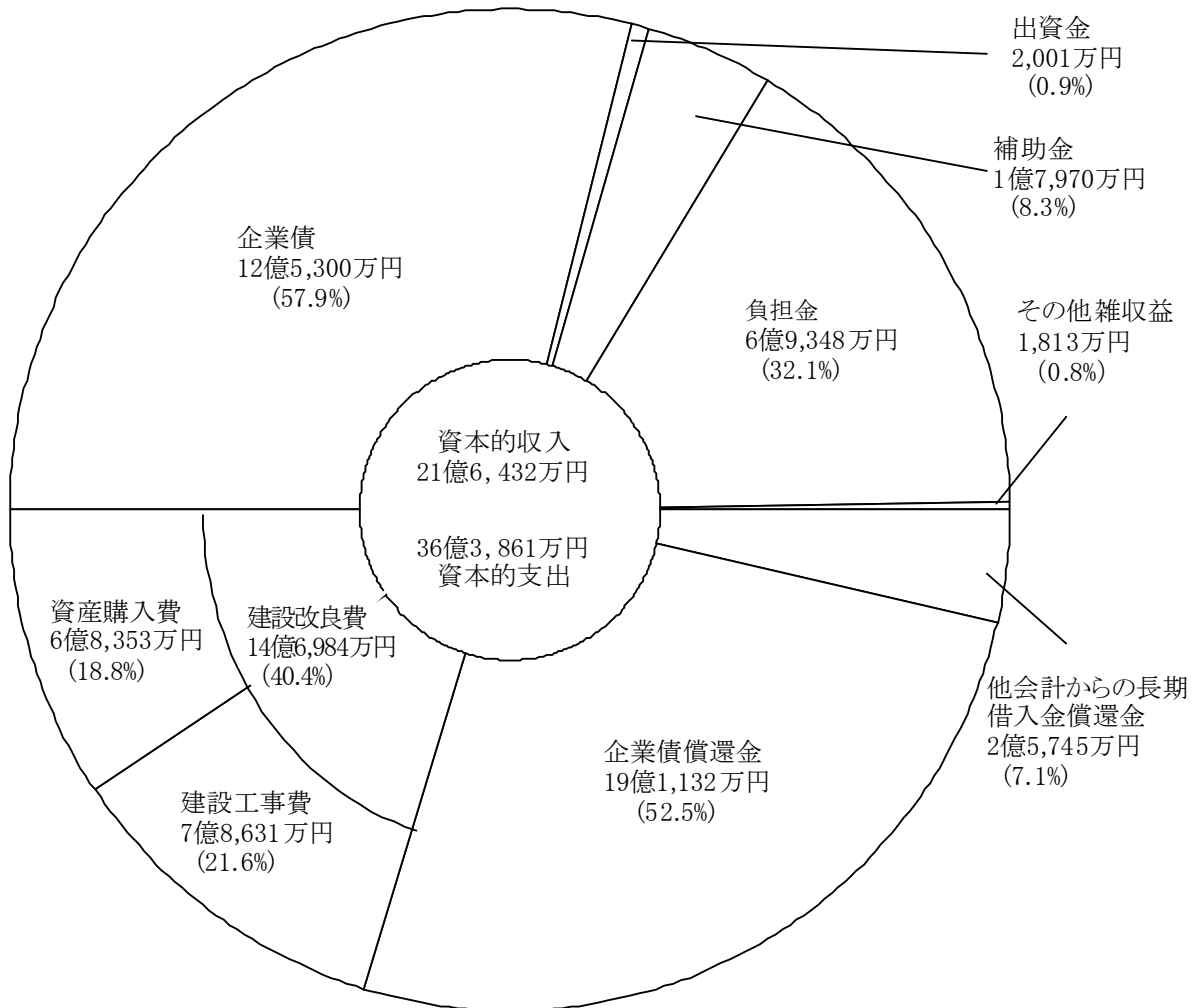 出資金
2,001万円
(0.9%)
補助金
1億7,970万円
(8.3%)
企業債
12億5,300万円
(57.9%)
負担金
6億9,348万円
(32.1%)
その他雑収益
1,813万円
(0.8%)
資本的収入
21億6,432万円
36億3,861万円
資本的支出
資産購入費
6億8,353万円
(18.8%)
建設改良費
14億6,984万円
(40.4%)
建設工事費
7億8,631万円
(21.6%)
企業債償還金
19億1,132万円
(52.5%)
他会計からの長期
借入金償還金
2億5,745万円
(7.1%)